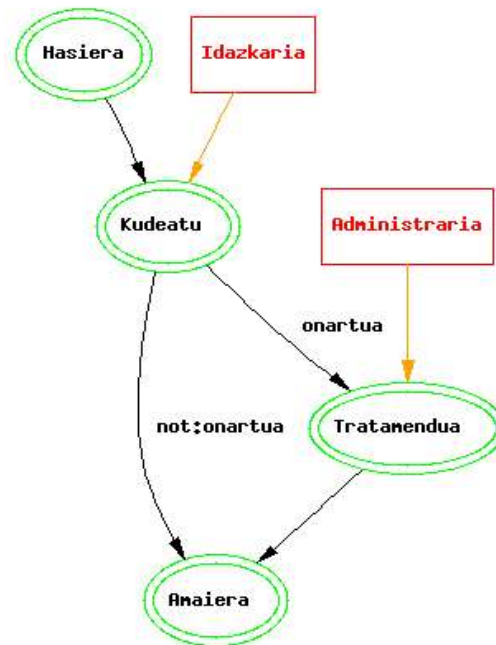 Hasiera
Idazkaria
Kudeatu
Administraria
onartua
not:onartua
Tratamendua
Amaiera